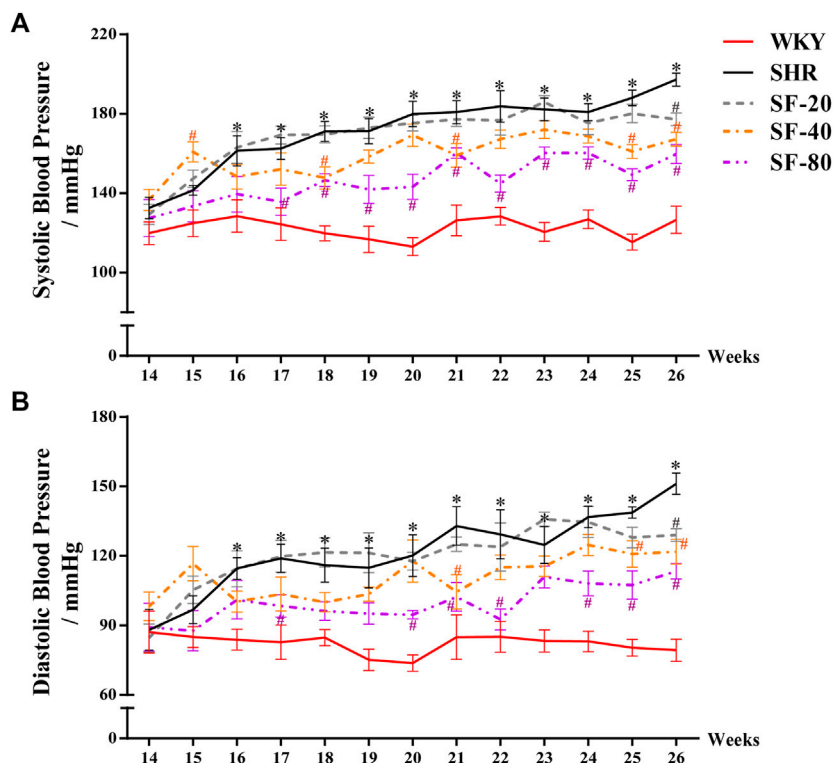 A
Systolic Blood Pressure
/ mmHg
220
180
140
100
0
* * * * * * * * * * *
# # # # #
# # # # # # # # # #
#
14 15 16 17 18 19 20 21 22 23 24 25 26
Weeks
WKY
SHR
SF-20
SF-40
SF-80
B
Diastolic Blood Pressure
/ mmHg
180
150
120
90
60
0
* * * * * * * * * * *
# # #
# # # # # # #
#
14 15 16 17 18 19 20 21 22 23 24 25 26
Weeks